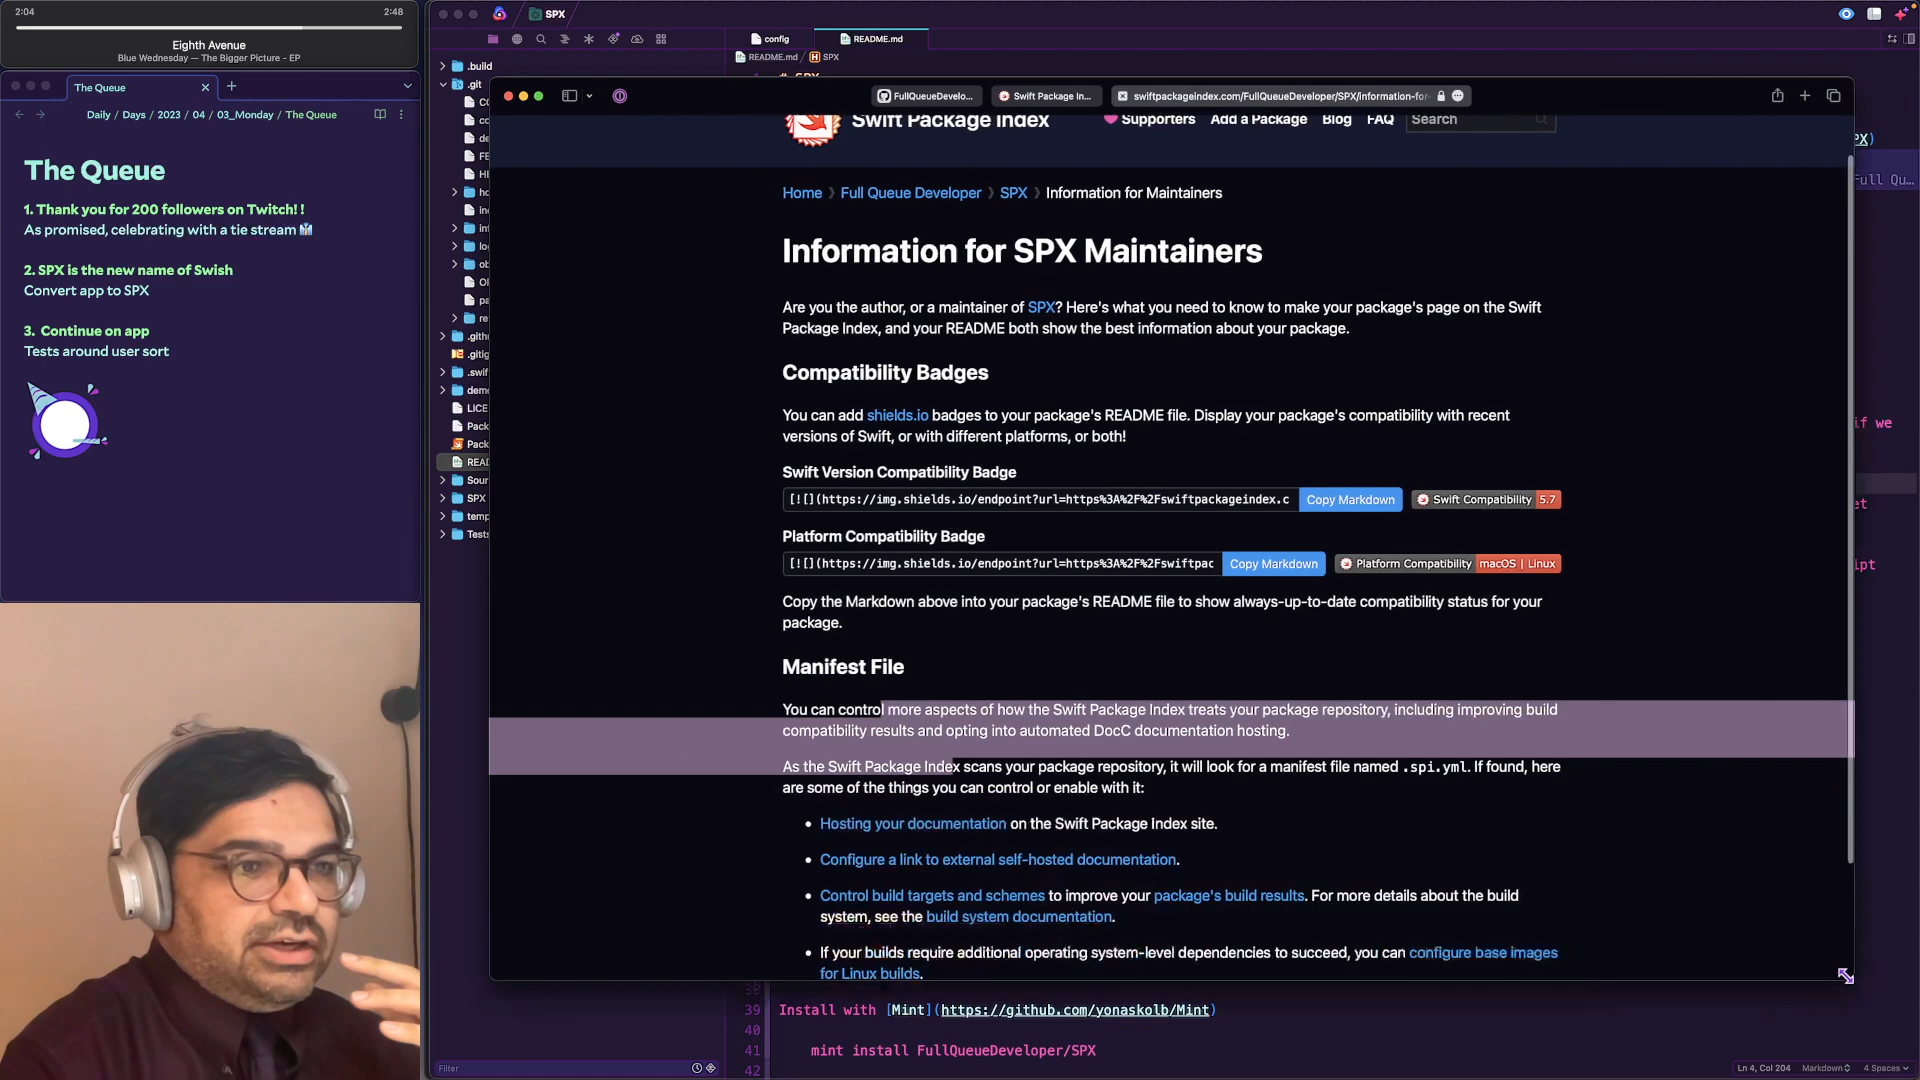 2:04
2:48
Eighth Avenue
Blue Wednesday — The Bigger Picture - EP
The Queue
Daily / Days / 2023 / 04 / 03_Monday / The Queue
The Queue
1. Thank you for 200 followers on Twitch! !
As promised, celebrating with a tie stream
2. SPX is the new name of Swish
Convert app to SPX
3. Continue on app
Tests around user sort
SPX
config
README.md
README.md / SPX
.build
.git
FullQueueDevelo...
Swift Package In...
swiftpackageindex.com/FullQueueDeveloper/SPX/information-for-
Swift Package Index
Supporters
Add a Package
Blog
FAQ
Search
Home
Full Queue Developer
SPX
Information for Maintainers
Information for SPX Maintainers
Are you the author, or a maintainer of SPX? Here's what you need to know to make your package's page on the Swift
Package Index, and your README both show the best information about your package.
Compatibility Badges
You can add shields.io badges to your package's README file. Display your package's compatibility with recent
versions of Swift, or with different platforms, or both!
Swift Version Compatibility Badge
[![](https://img.shields.io/endpoint?url=https%3A%2F%2Fswiftpackageindex.c
Copy Markdown
Swift Compatibility 5.7
Platform Compatibility Badge
[![](https://img.shields.io/endpoint?url=https%3A%2F%2Fswiftpac
Copy Markdown
Platform Compatibility macOS | Linux
Copy the Markdown above into your package's README file to show always-up-to-date compatibility status for your
package.
Manifest File
You can control more aspects of how the Swift Package Index treats your package repository, including improving build
compatibility results and opting into automated DocC documentation hosting.
As the Swift Package Index scans your package repository, it will look for a manifest file named .spi.yml. If found, here
are some of the things you can control or enable with it:
• Hosting your documentation on the Swift Package Index site.
• Configure a link to external self-hosted documentation.
• Control build targets and schemes to improve your package's build results. For more details about the build
system, see the build system documentation.
• If your builds require additional operating system-level dependencies to succeed, you can configure base images
for Linux builds.
.gith
.gitig
.swif
demo
LICE
Pack
Pack
READ
Sour
SPX
temp
Tests
PX)
Full Qu...
if we
et
ipt
39 Install with [Mint](https://github.com/yonaskolb/Mint)
40
41 mint install FullQueueDeveloper/SPX
42
Filter
Ln 4, Col 204
Markdown
4 Spaces